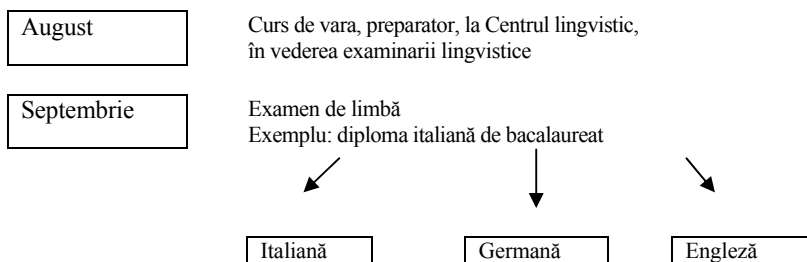 August
Curs de vara, preparator, la Centrul lingvistic,
în vederea examinarii lingvistice
Septembrie
Examen de limbă
Exemplu: diploma italiană de bacalaureat
Italiană
Germană
Engleză